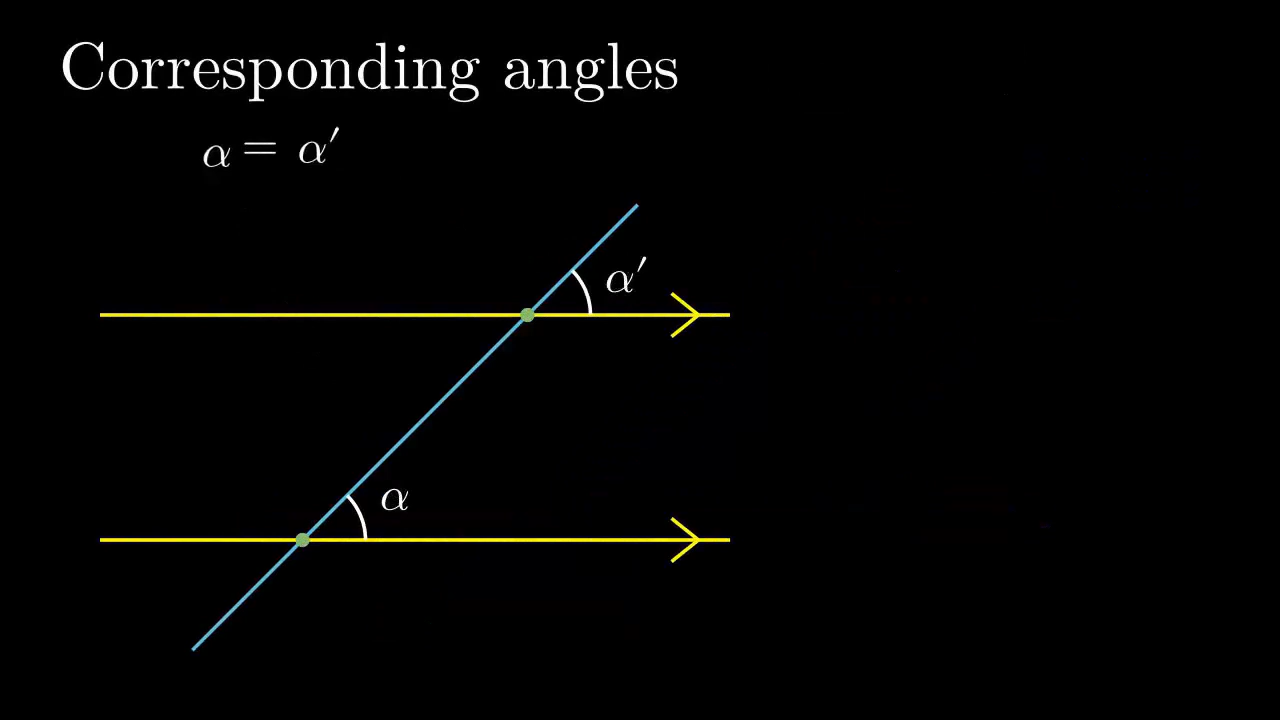 Corresponding angles
α = α′
α′
α